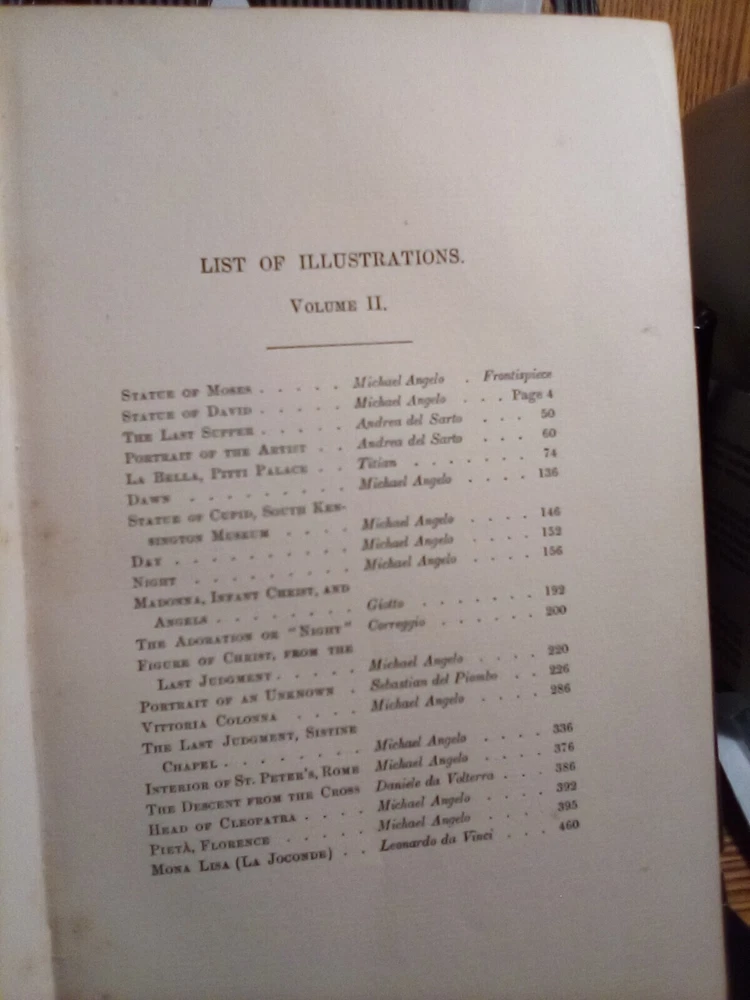 LIST OF ILLUSTRATIONS.
VOLUME II.
STATUE OF MOSES . . . . . Michael Angelo . Frontispiece
STATUE OF DAVID . . . . . Michael Angelo . . . Page 4
THE LAST SUPPER . . . . . Andrea del Sarto . . . 50
PORTRAIT OF THE ARTIST . . Andrea del Sarto . . . 60
LA BELLA, PITTI PALACE . . Titian . . . . . . . 74
DAWN . . . . . . . . . Michael Angelo . . . . 136
STATUE OF CUPID, SOUTH KEN-
SINGTON MUSEUM . . . . Michael Angelo . . . . 146
DAY . . . . . . . . . . Michael Angelo . . . . 152
NIGHT . . . . . . . . . Michael Angelo . . . . 156
MADONNA, INFANT CHRIST, AND
ANGELS . . . . . . . . Giotto . . . . . . . 192
THE ADORATION OR "NIGHT" Correggio . . . . . . 200
FIGURE OF CHRIST, FROM THE
LAST JUDGMENT . . . . . Michael Angelo . . . . 220
PORTRAIT OF AN UNKNOWN . Sebastian del Piombo . . 226
VITTORIA COLONNA . . . . Michael Angelo . . . . 286
THE LAST JUDGMENT, SISTINE
CHAPEL . . . . . . . . Michael Angelo . . . . 336
INTERIOR OF ST. PETER'S, ROME Michael Angelo . . . . 376
THE DESCENT FROM THE CROSS Daniele da Volterra . . . 386
HEAD OF CLEOPATRA . . . . Michael Angelo . . . . 392
PIETÀ, FLORENCE . . . . . Michael Angelo . . . . 395
MONA LISA (LA JOCONDE) . . Leonardo da Vinci . . . 460